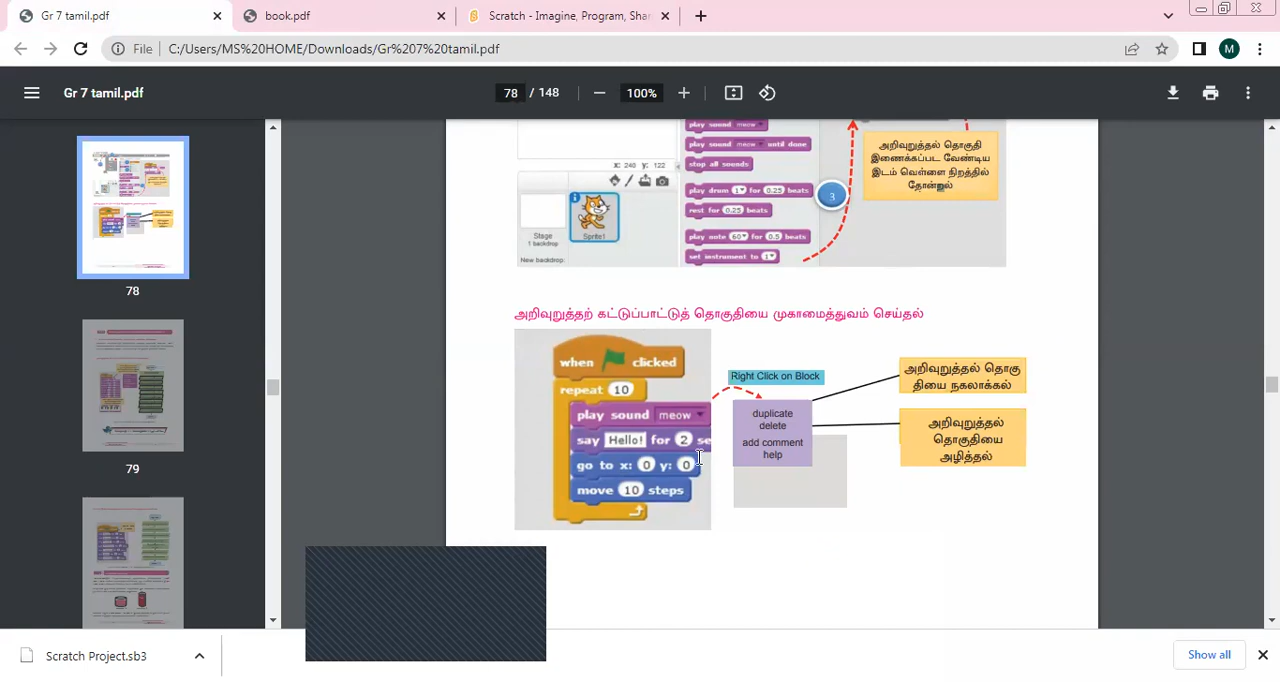 Gr 7 tamil.pdf
book.pdf
Scratch - Imagine, Program, Shar
File
C:/Users/MS%20HOME/Downloads/Gr%207%20tamil.pdf
M
Gr 7 tamil.pdf
78 / 148
100%
78
79
play sound meow
play sound meow until done
stop all sounds
play drum 1 for 0.25 beats
rest for 0.25 beats
play note 60 for 0.5 beats
set instrument to 1
x: 240 y: 122
Stage
1 backdrop
New backdrop:
Sprite1
3
அறிவுறுத்தல் தொகுதி
இணைக்கப்பட வேண்டிய
இடம் வெள்ளை நிறத்தில்
தோன்றல்
அறிவுறுத்தற் கட்டுப்பாட்டுத் தொகுதியை முகாமைத்துவம் செய்தல்
when clicked
repeat 10
play sound meow
say Hello! for 2 se
go to x: 0 y: 0
move 10 steps
Right Click on Block
duplicate
delete
add comment
help
அறிவுறுத்தல் தொகு
தியை நகலாக்கல்
அறிவுறுத்தல்
தொகுதியை
அழித்தல்
Scratch Project.sb3
Show all